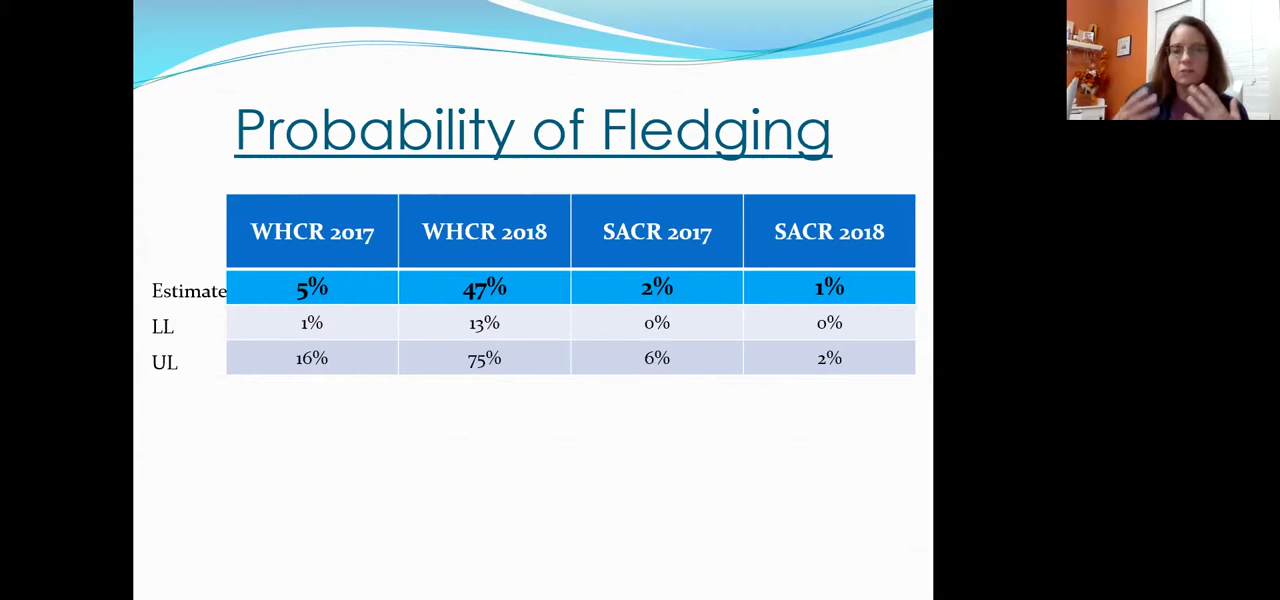 Probability of Fledging
WHCR 2017 WHCR 2018 SACR 2017 SACR 2018
Estimate 5% 47% 2% 1%
LL 1% 13% 0% 0%
UL 16% 75% 6% 2%